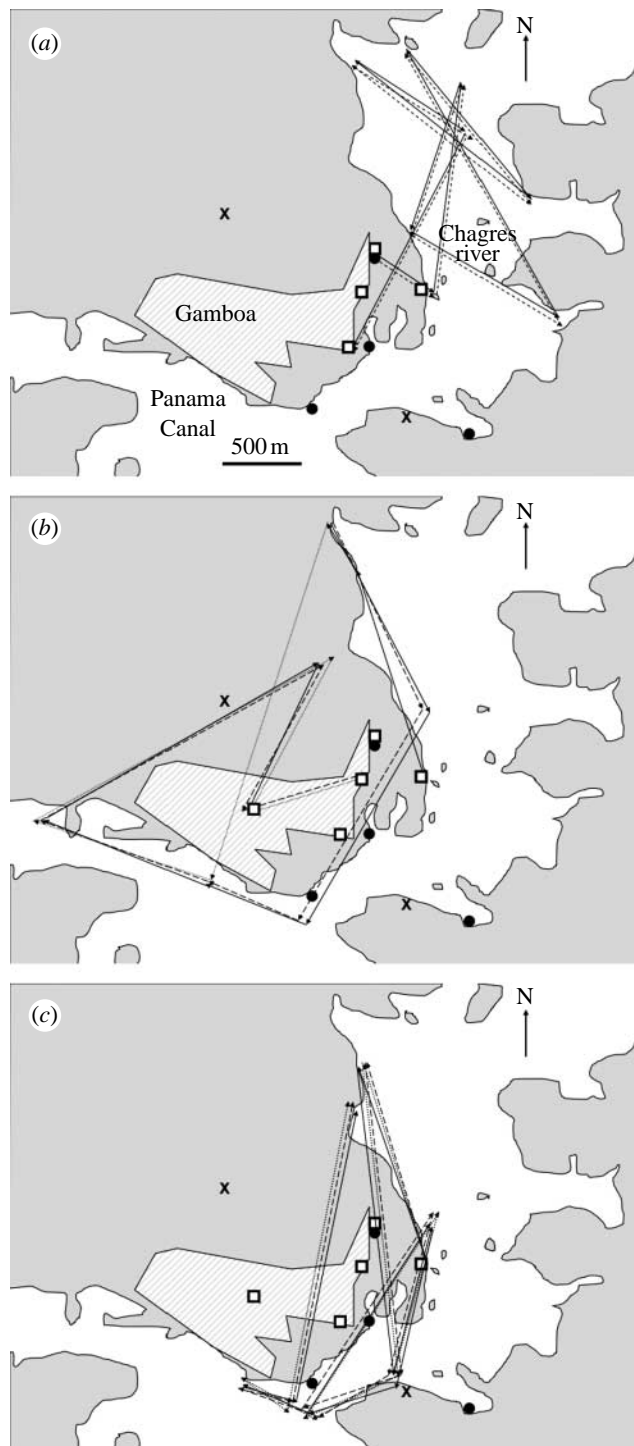 (a)
N
x
Chagres
river
Gamboa
Panama
Canal
500 m
x
(b)
N
x
x
(c)
N
x
x